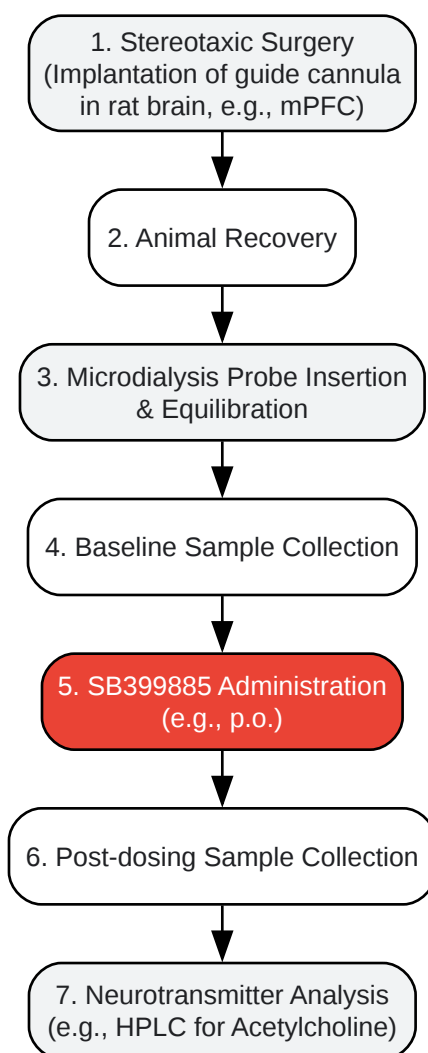 1. Stereotaxic Surgery
(Implantation of guide cannula
in rat brain, e.g., mPFC)
2. Animal Recovery
3. Microdialysis Probe Insertion
& Equilibration
4. Baseline Sample Collection
5. SB399885 Administration
(e.g., p.o.)
6. Post-dosing Sample Collection
7. Neurotransmitter Analysis
(e.g., HPLC for Acetylcholine)